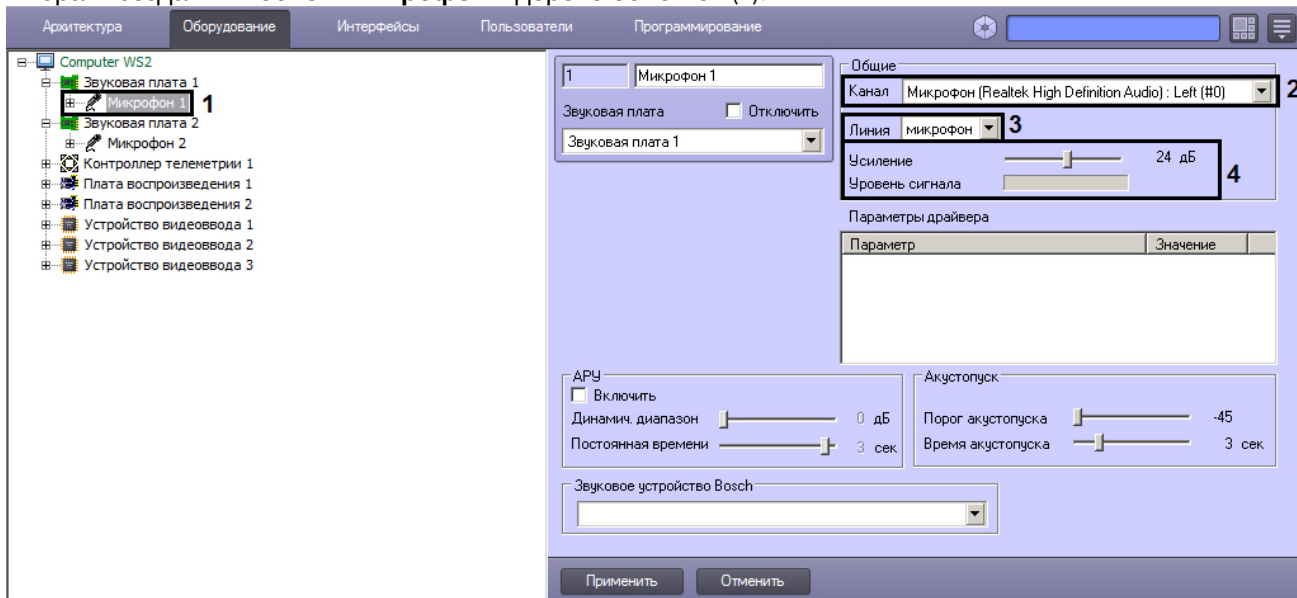 Архитектура Оборудование Интерфейсы Пользователи Программирование
Computer WS2
Звуковая плата 1
Микрофон 1 1
Звуковая плата 2
Микрофон 2
Контроллер телеметрии 1
Плата воспроизведения 1
Плата воспроизведения 2
Устройство видеоввода 1
Устройство видеоввода 2
Устройство видеоввода 3
1 Микрофон 1
Звуковая плата Отключить
Звуковая плата 1
Общие
Канал Микрофон (Realtek High Definition Audio) : Left (#0) 2
Линия микрофон 3
Усиление 24 дБ
Уровень сигнала 4
Параметры драйвера
Параметр Значение
АРУ
Включить
Динамич. диапазон 0 дБ
Постоянная времени 3 сек
Акустопуск
Порог акустопуска -45
Время акустопуска 3 сек
Звуковое устройство Bosch
Применить Отменить